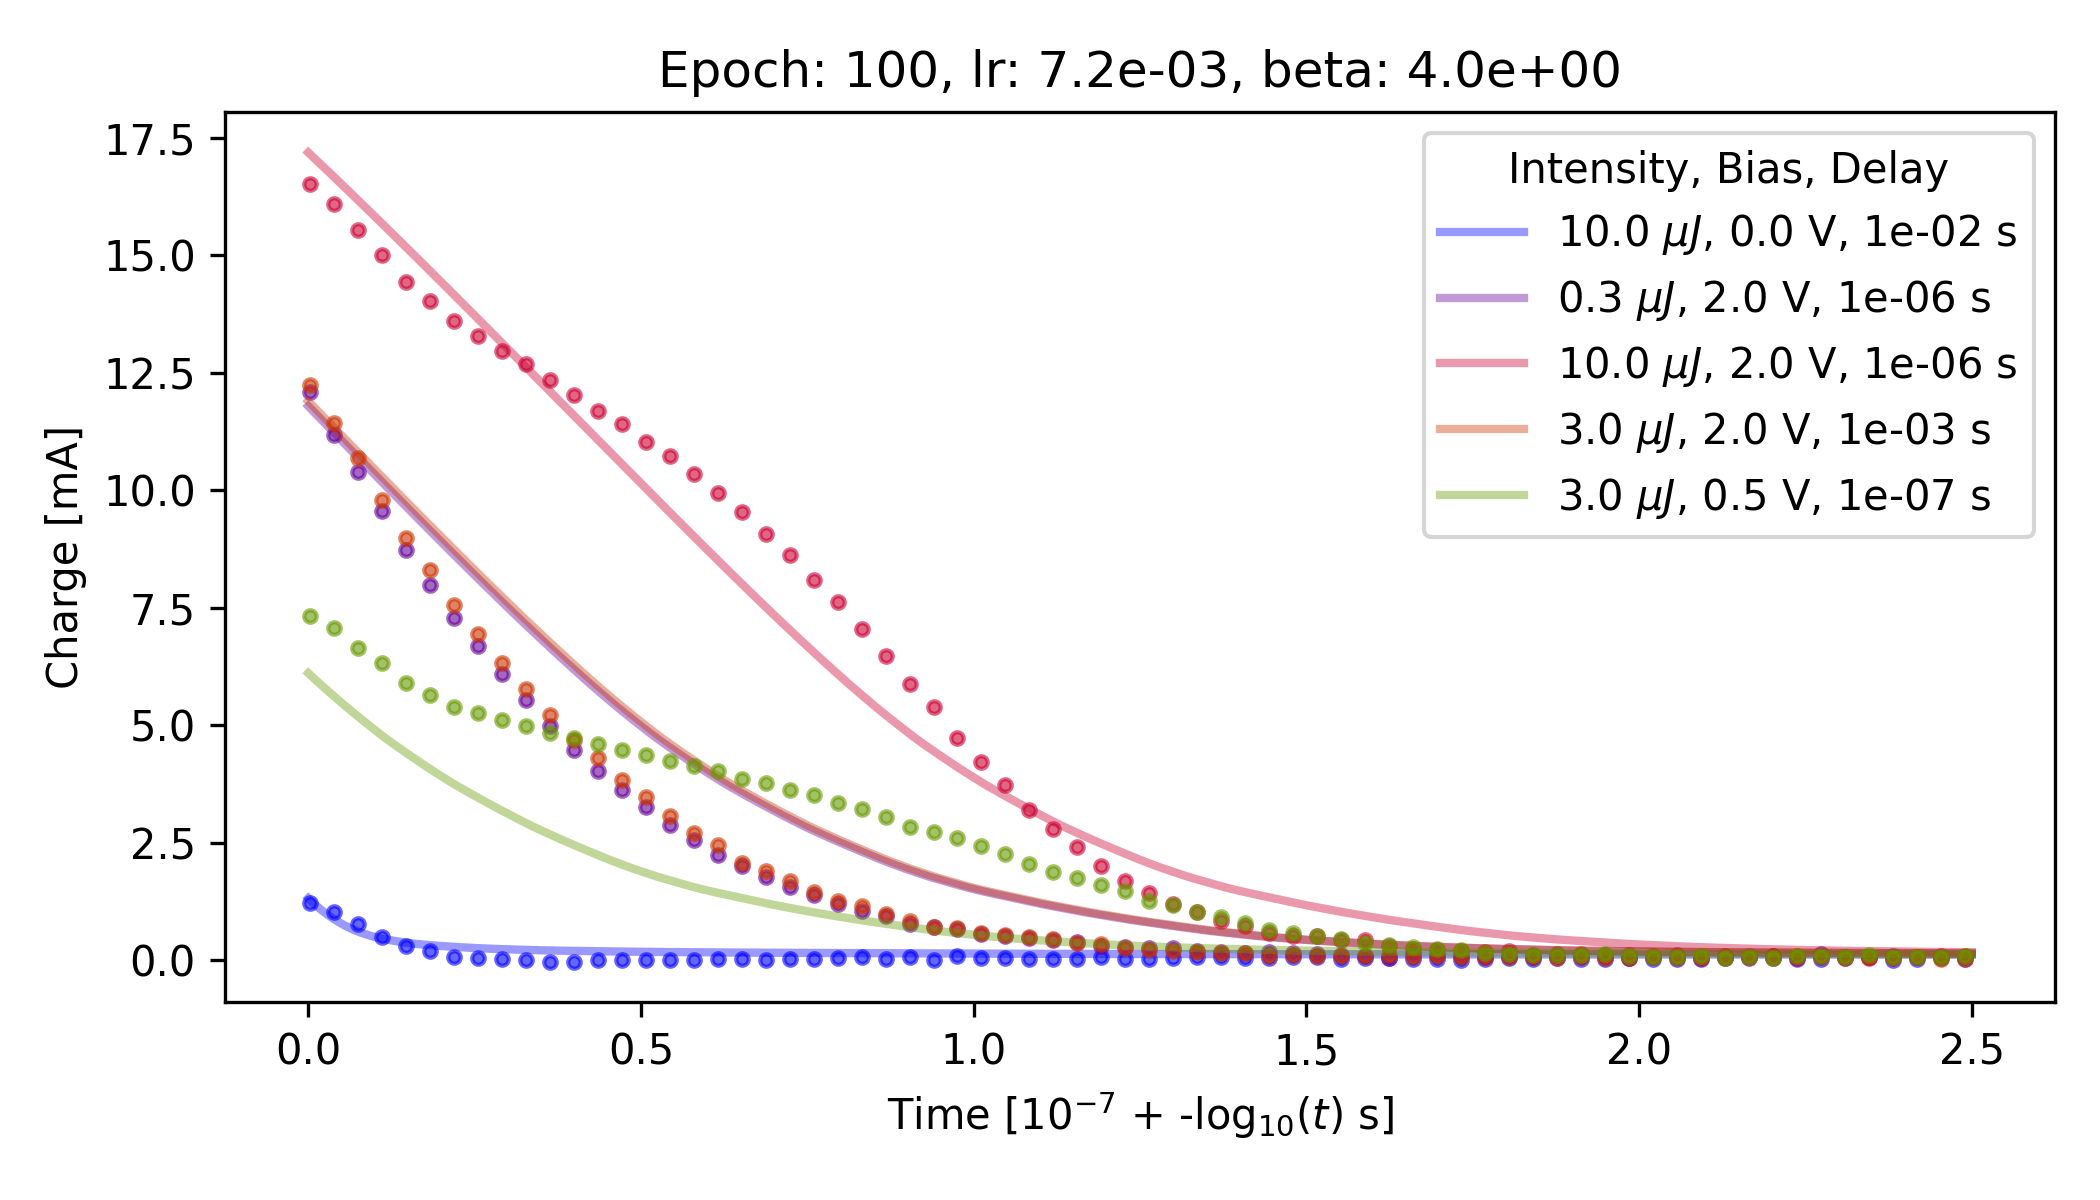 Epoch: 100, lr: 7.2e-03, beta: 4.0e+00
Charge [mA]
17.5
15.0
12.5
10.0
7.5
5.0
2.5
0.0
Intensity, Bias, Delay
10.0 μJ, 0.0 V, 1e-02 s
0.3 μJ, 2.0 V, 1e-06 s
10.0 μJ, 2.0 V, 1e-06 s
3.0 μJ, 2.0 V, 1e-03 s
3.0 μJ, 0.5 V, 1e-07 s
0.0 0.5 1.0 1.5 2.0 2.5
Time [10⁻⁷ + -log₁₀(t) s]